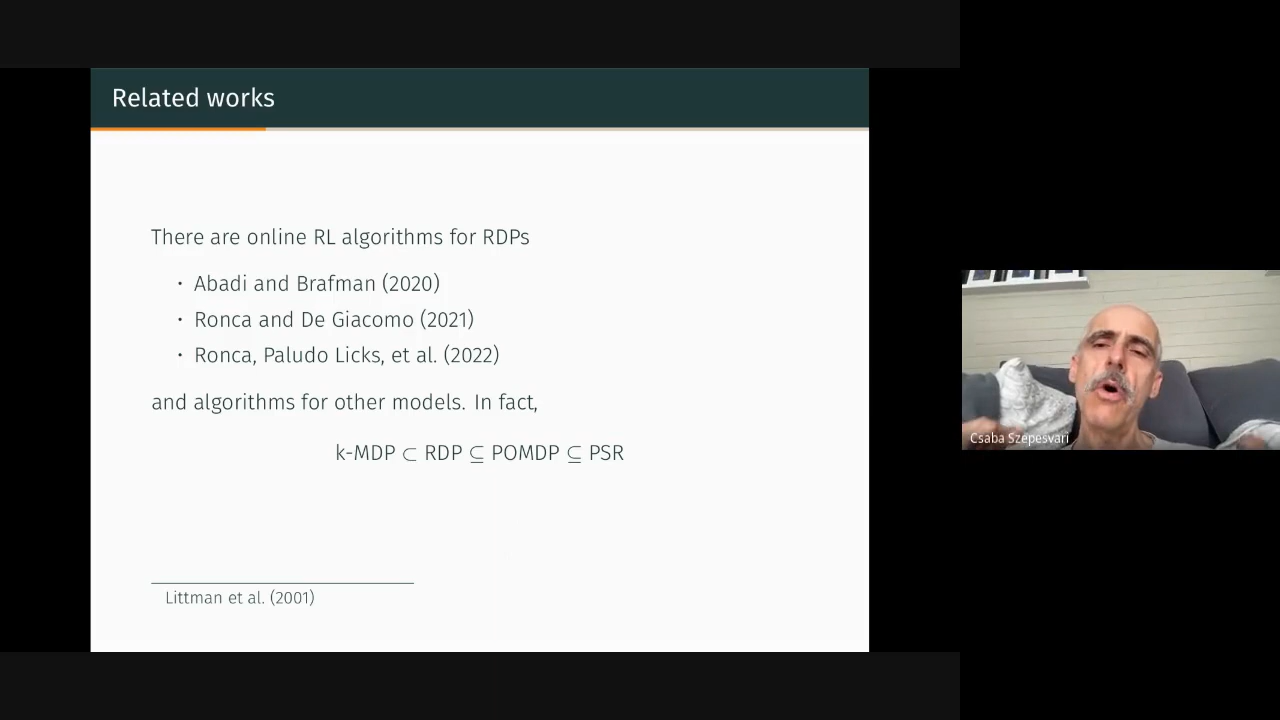 Related works
There are online RL algorithms for RDPs
· Abadi and Brafman (2020)
· Ronca and De Giacomo (2021)
· Ronca, Paludo Licks, et al. (2022)
and algorithms for other models. In fact,
k-MDP ⊂ RDP ⊆ POMDP ⊆ PSR
Littman et al. (2001)
Csaba Szepesvari